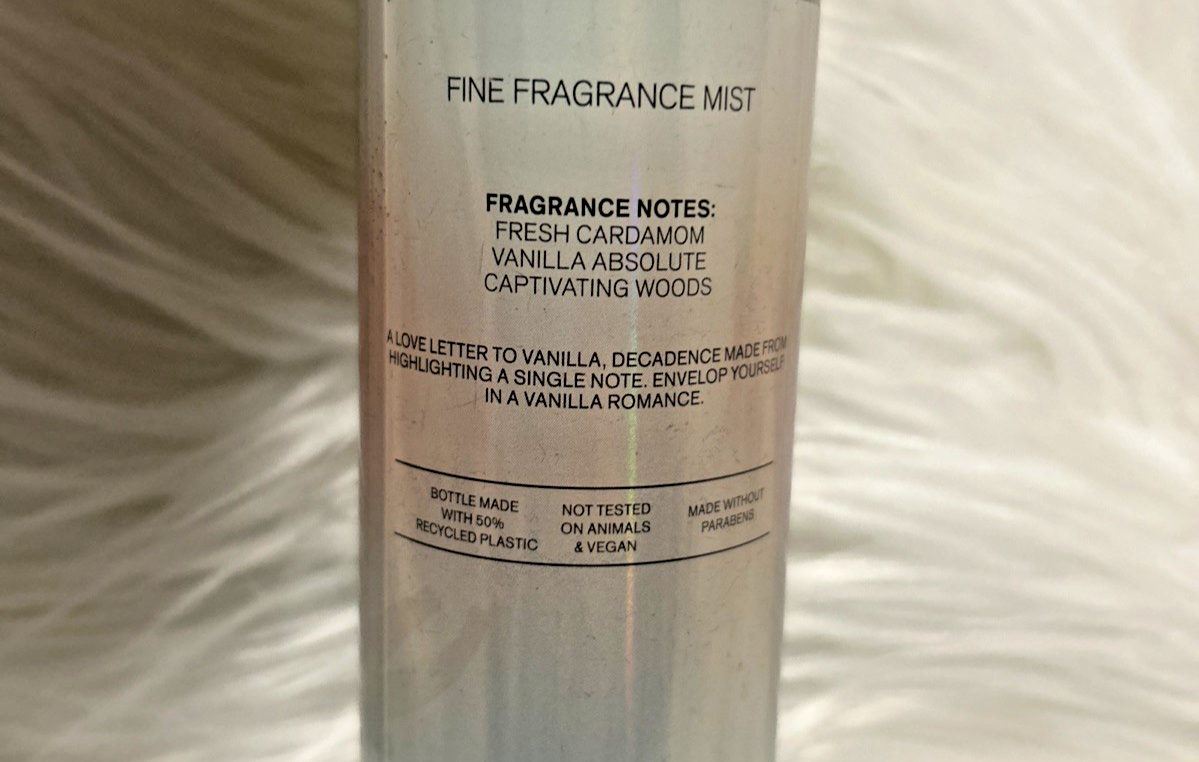 FINE FRAGRANCE MIST
FRAGRANCE NOTES:
FRESH CARDAMOM
VANILLA ABSOLUTE
CAPTIVATING WOODS
A LOVE LETTER TO VANILLA, DECADENCE MADE FROM
HIGHLIGHTING A SINGLE NOTE. ENVELOP YOURSELF
IN A VANILLA ROMANCE.
BOTTLE MADE
WITH 50%
RECYCLED PLASTIC
NOT TESTED
ON ANIMALS
& VEGAN
MADE WITHOUT
PARABENS